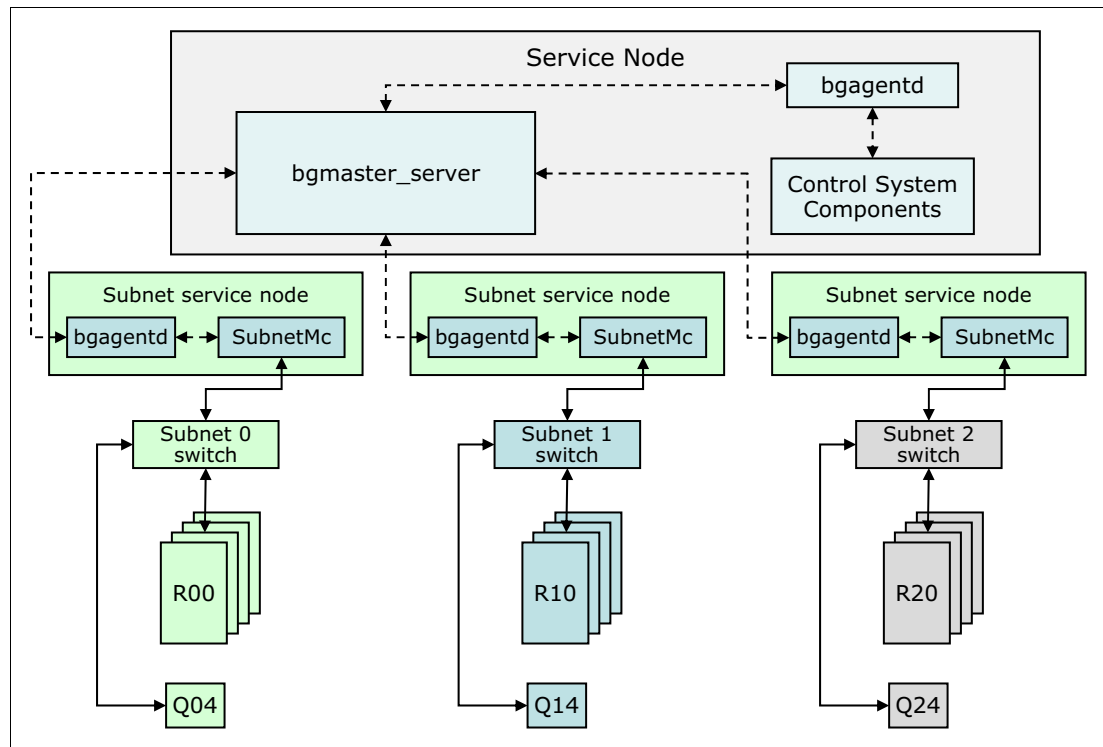 Service Node
bgagentd
bgmaster_server
Control System
Components
Subnet service node
bgagentd
SubnetMc
Subnet service node
bgagentd
SubnetMc
Subnet service node
bgagentd
SubnetMc
Subnet 0
switch
Subnet 1
switch
Subnet 2
switch
R00
R10
R20
Q04
Q14
Q24